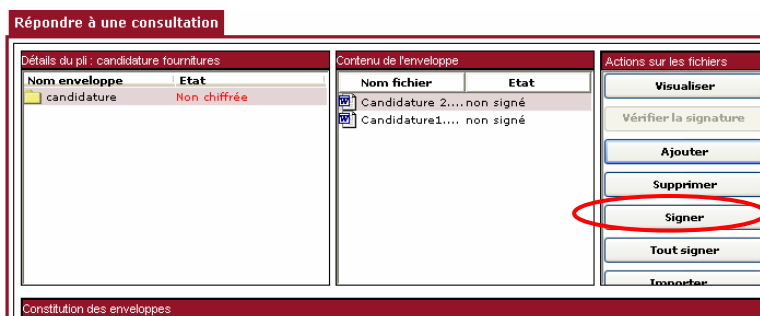 Répondre à une consultation
Détails du pli : candidature fournitures
Nom enveloppe Etat
candidature Non chiffrée
Contenu de l'enveloppe
Nom fichier Etat
Candidature 2.... non signé
Candidature1.... non signé
Actions sur les fichiers
Visualiser
Vérifier la signature
Ajouter
Supprimer
Signer
Tout signer
Importer
Constitution des enveloppes